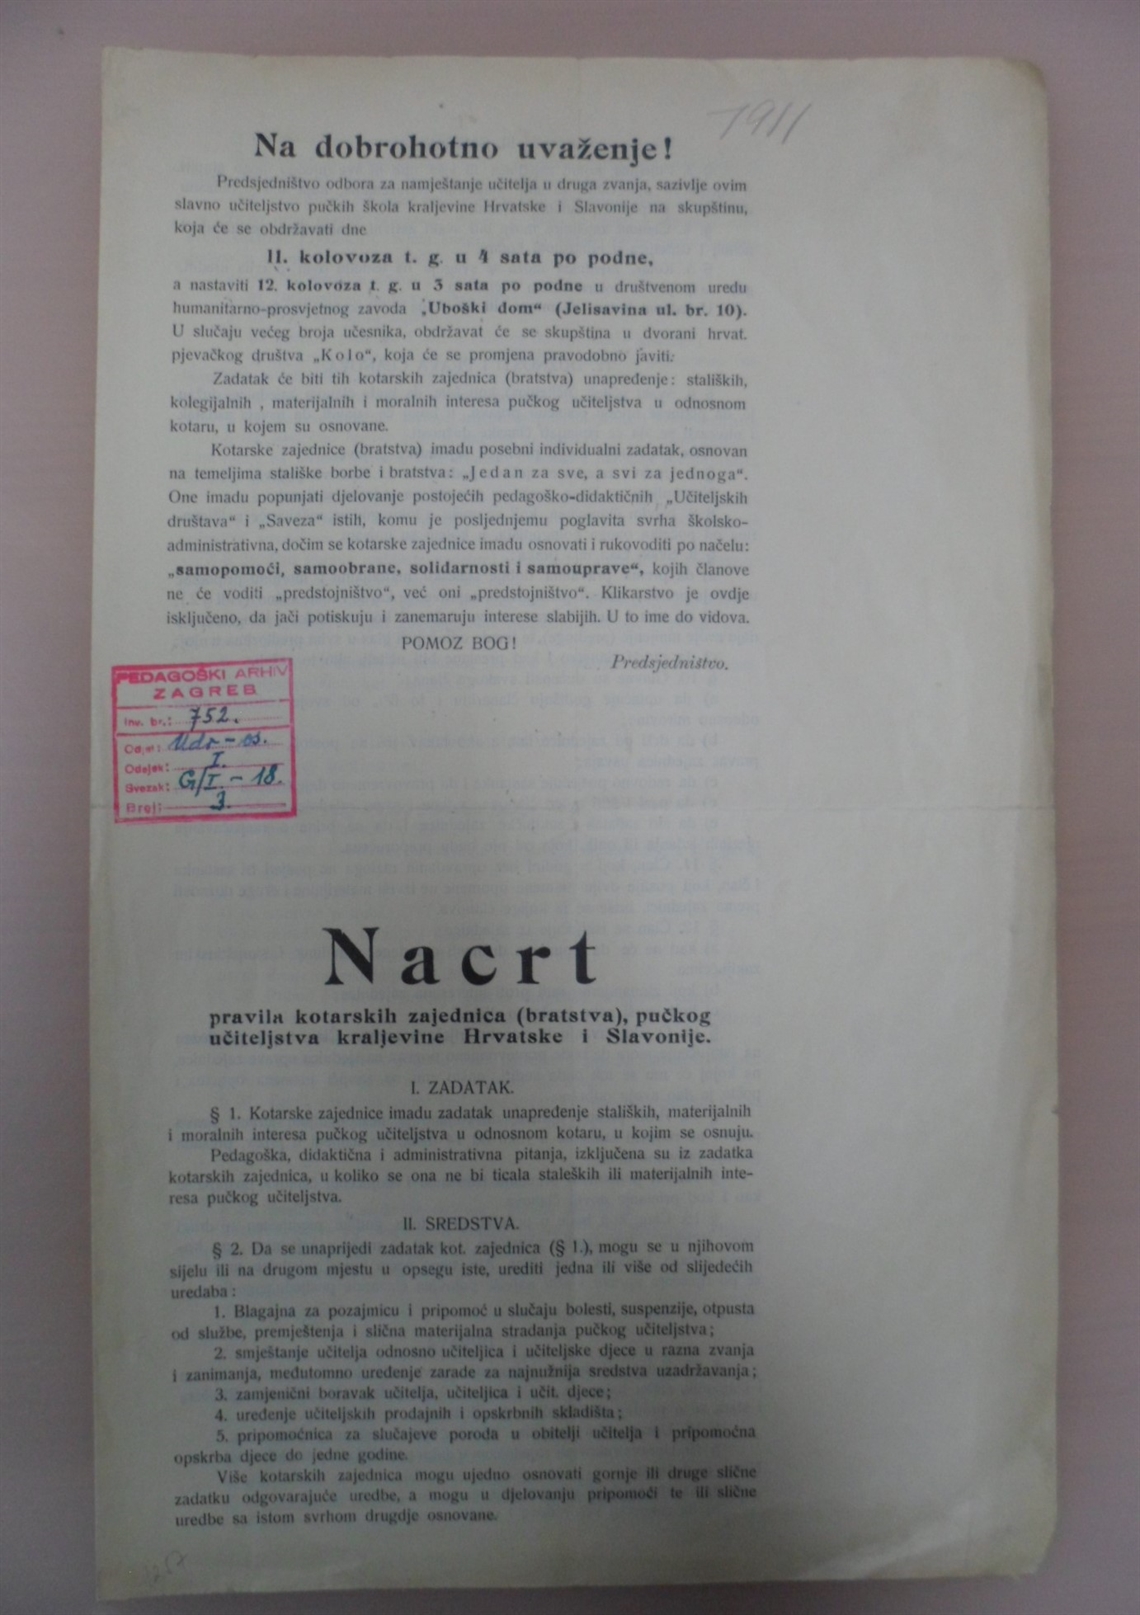 1911
Na dobrohotno uvaženje!
Predsjedništvo odbora za namještanje učitelja u druga zvanja, sazivlje ovim
slavno učiteljstvo pučkih škola kraljevine Hrvatske i Slavonije na skupštinu,
koja će se obdržavati dne
11. kolovoza t. g. u 4 sata po podne,
a nastaviti 12. kolovoza t. g. u 3 sata po podne u društvenom uredu
humanitarno-prosvjetnog zavoda „Uboški dom“ (Jelisavina ul. br. 10).
U slučaju većeg broja učesnika, obdržavat će se skupština u dvorani hrvat.
pjevačkog društva „Kolo“, koja će se promjena pravodobno javiti.
Zadatak će biti tih kotarskih zajednica (bratstva) unapređenje: staliških,
kolegijalnih , materijalnih i moralnih interesa pučkog učiteljstva u odnosnom
kotaru, u kojem su osnovane.
Kotarske zajednice (bratstva) imadu posebni individualni zadatak, osnovan
na temeljima stališke borbe i bratstva: „Jedan za sve, a svi za jednoga“.
One imadu popunjati djelovanje postojećih pedagoško-didaktičnih „Učiteljskih
društava“ i „Saveza“ istih, komu je posljednjemu poglavita svrha školsko-
administrativna, dočim se kotarske zajednice imadu osnovati i rukovoditi po načelu:
„samopomoći, samoobrane, solidarnosti i samouprave“, kojih članove
ne će voditi „predstojništvo“, već oni „predstojništvo“. Klikarstvo je ovdje
isključeno, da jači potiskuju i zanemaruju interese slabijih. U to ime do vidova.
POMOZ BOG!
Predsjedništvo.
PEDAGOŠKI ARHIV
ZAGREB
Inv. br.: 752.
Odjel: Udr-os.
Odsjek: I.
Svezak: G/I - 18.
Broj: 3.
Nacrt
pravila kotarskih zajednica (bratstva), pučkog
učiteljstva kraljevine Hrvatske i Slavonije.
I. ZADATAK.
§ 1. Kotarske zajednice imadu zadatak unapređenje staliških, materijalnih
i moralnih interesa pučkog učiteljstva u odnosnom kotaru, u kojim se osnuju.
Pedagoška, didaktična i administrativna pitanja, izključena su iz zadatka
kotarskih zajednica, u koliko se ona ne bi ticala staleških ili materijalnih inte-
resa pučkog učiteljstva.
II. SREDSTVA.
§ 2. Da se unaprijedi zadatak kot. zajednica (§ 1.), mogu se u njihovom
sijelu ili na drugom mjestu u opsegu iste, urediti jedna ili više od slijedećih
uredaba :
1. Blagajna za pozajmicu i pripomoć u slučaju bolesti, suspenzije, otpusta
od službe, premještenja i slična materijalna stradanja pučkog učiteljstva;
2. smještanje učitelja odnosno učiteljica i učiteljske djece u razna zvanja
i zanimanja, međutomno uređenje zarade za najnužnija sredstva uzadržavanja;
3. zamjenični boravak učitelja, učiteljica i učit. djece;
4. uređenje učiteljskih prodajnih i opskrbnih skladišta;
5. pripomoćnica za slučajeve poroda u obitelji učitelja i pripomoćna
opskrba djece do jedne godine.
Više kotarskih zajednica mogu ujedno osnovati gornje ili druge slične
zadatku odgovarajuće uredbe, a mogu u djelovanju pripomoći te ili slične
uredbe sa istom svrhom drugdje osnovane.